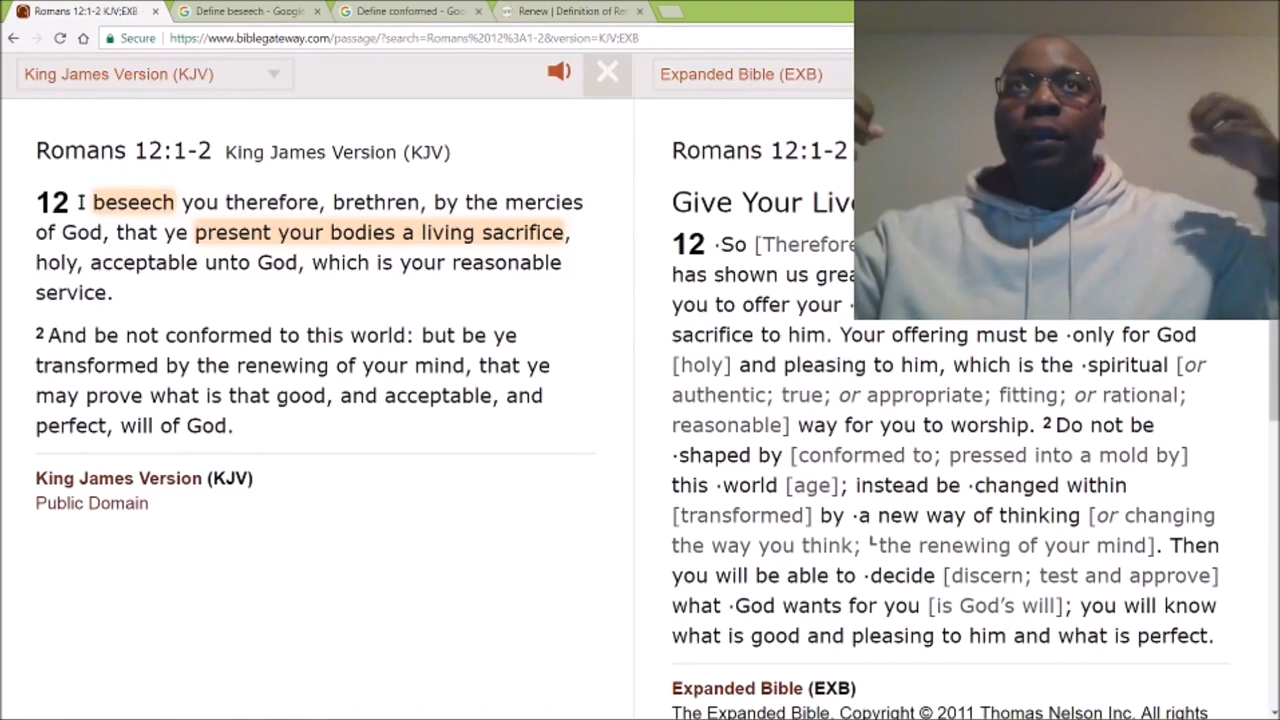 Romans 12:1-2 KJV;EXB -
Define beseech - Google
Define conformed - Goo
Renew | Definition of Re
Secure
https://www.biblegateway.com/passage/?search=Romans%2012%3A1-2&version=KJV;EXB
King James Version (KJV)
Expanded Bible (EXB)
Romans 12:1-2 King James Version (KJV)
12 I beseech you therefore, brethren, by the mercies
of God, that ye present your bodies a living sacrifice,
holy, acceptable unto God, which is your reasonable
service.
2 And be not conformed to this world: but be ye
transformed by the renewing of your mind, that ye
may prove what is that good, and acceptable, and
perfect, will of God.
King James Version (KJV)
Public Domain
Romans 12:1-2
Give Your Live
12 ·So [Therefore
has shown us grea
you to offer your ·
sacrifice to him. Your offering must be ·only for God
[holy] and pleasing to him, which is the ·spiritual [or
authentic; true; or appropriate; fitting; or rational;
reasonable] way for you to worship. 2 Do not be
·shaped by [conformed to; pressed into a mold by]
this ·world [age]; instead be ·changed within
[transformed] by ·a new way of thinking [or changing
the way you think; Lthe renewing of your mind]. Then
you will be able to ·decide [discern; test and approve]
what ·God wants for you [is God's will]; you will know
what is good and pleasing to him and what is perfect.
Expanded Bible (EXB)
The Expanded Bible, Copyright © 2011 Thomas Nelson Inc. All rights